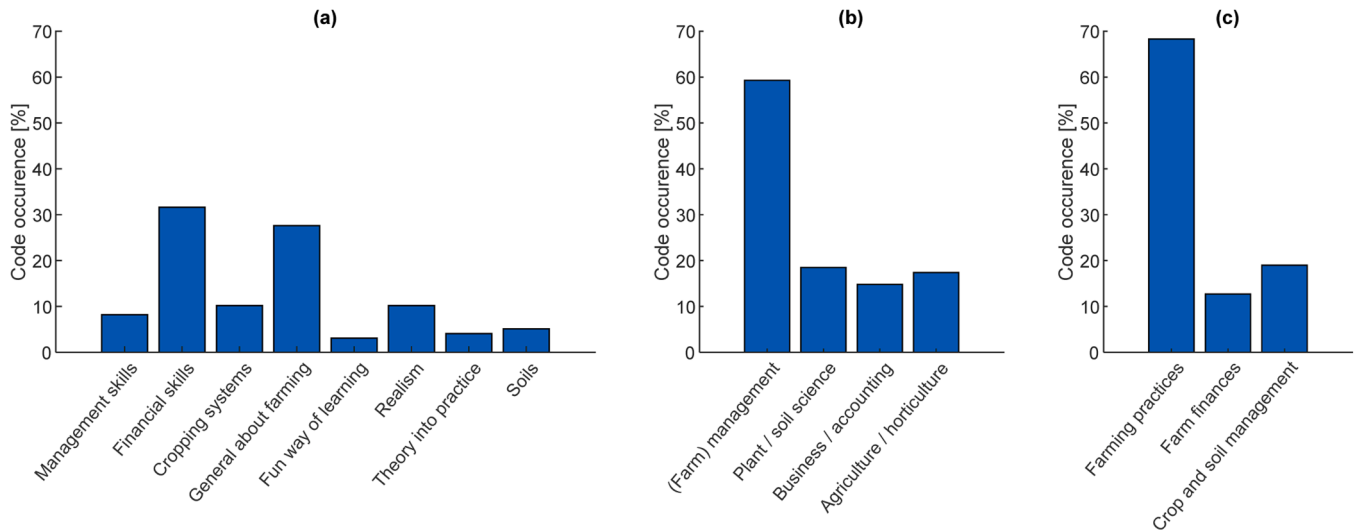 (a)
Code occurence [%]
70
60
50
40
30
20
10
0
Management skills
Financial skills
Cropping systems
General about farming
Fun way of learning
Realism
Theory into practice
Soils
(b)
Code occurence [%]
70
60
50
40
30
20
10
0
(Farm) management
Plant / soil science
Business / accounting
Agriculture / horticulture
(c)
Code occurence [%]
70
60
50
40
30
20
10
0
Farming practices
Farm finances
Crop and soil management